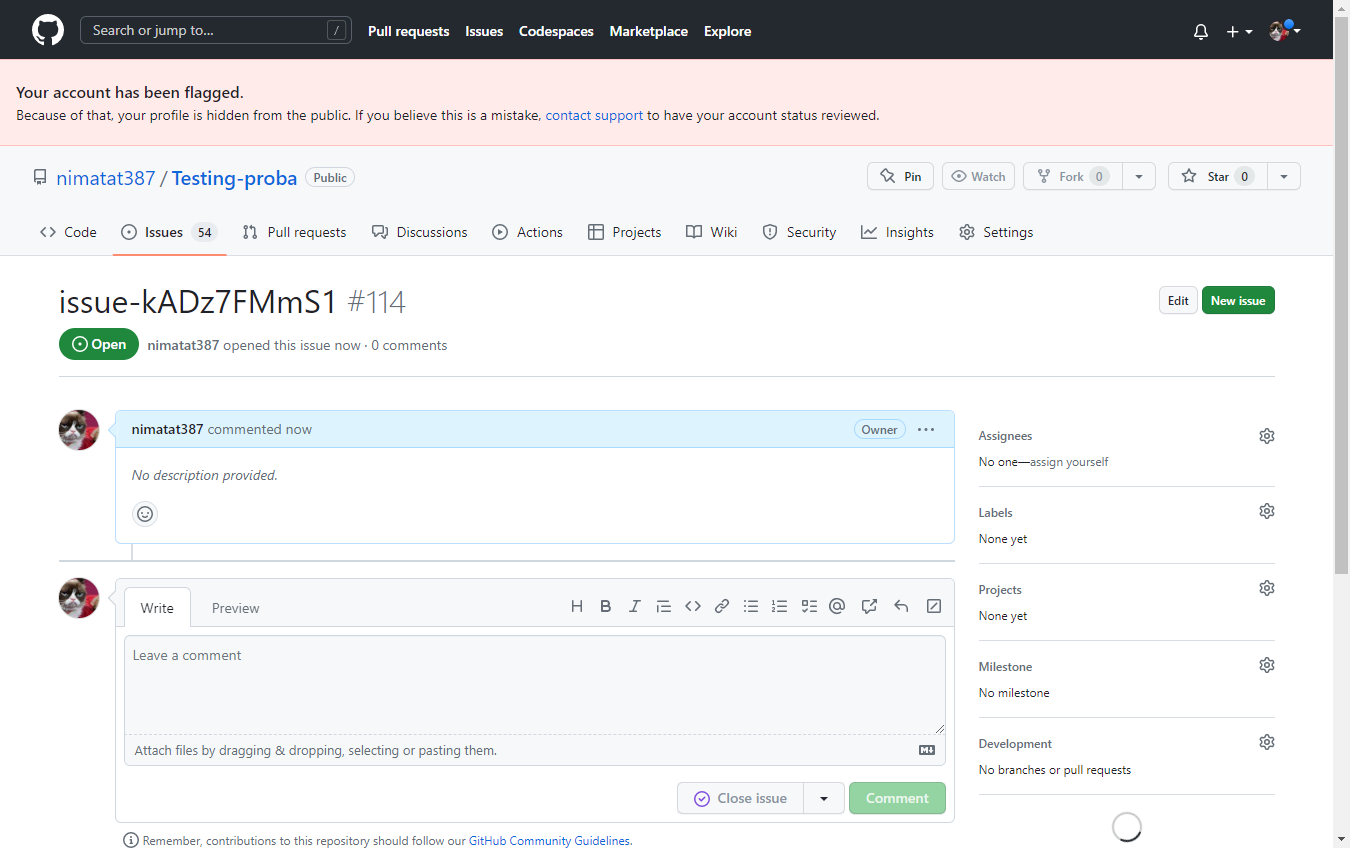 Search or jump to... / Pull requests Issues Codespaces Marketplace Explore
Your account has been flagged.
Because of that, your profile is hidden from the public. If you believe this is a mistake, contact support to have your account status reviewed.
nimatat387 / Testing-proba Public Pin Watch Fork 0 Star 0
Code Issues 54 Pull requests Discussions Actions Projects Wiki Security Insights Settings
issue-kADz7FMmS1 #114 Edit New issue
Open nimatat387 opened this issue now · 0 comments
nimatat387 commented now Owner
No description provided.
Assignees
No one—assign yourself
Labels
None yet
Projects
None yet
Milestone
No milestone
Development
No branches or pull requests
Write Preview
Leave a comment
Attach files by dragging & dropping, selecting or pasting them.
Close issue Comment
Remember, contributions to this repository should follow our GitHub Community Guidelines.